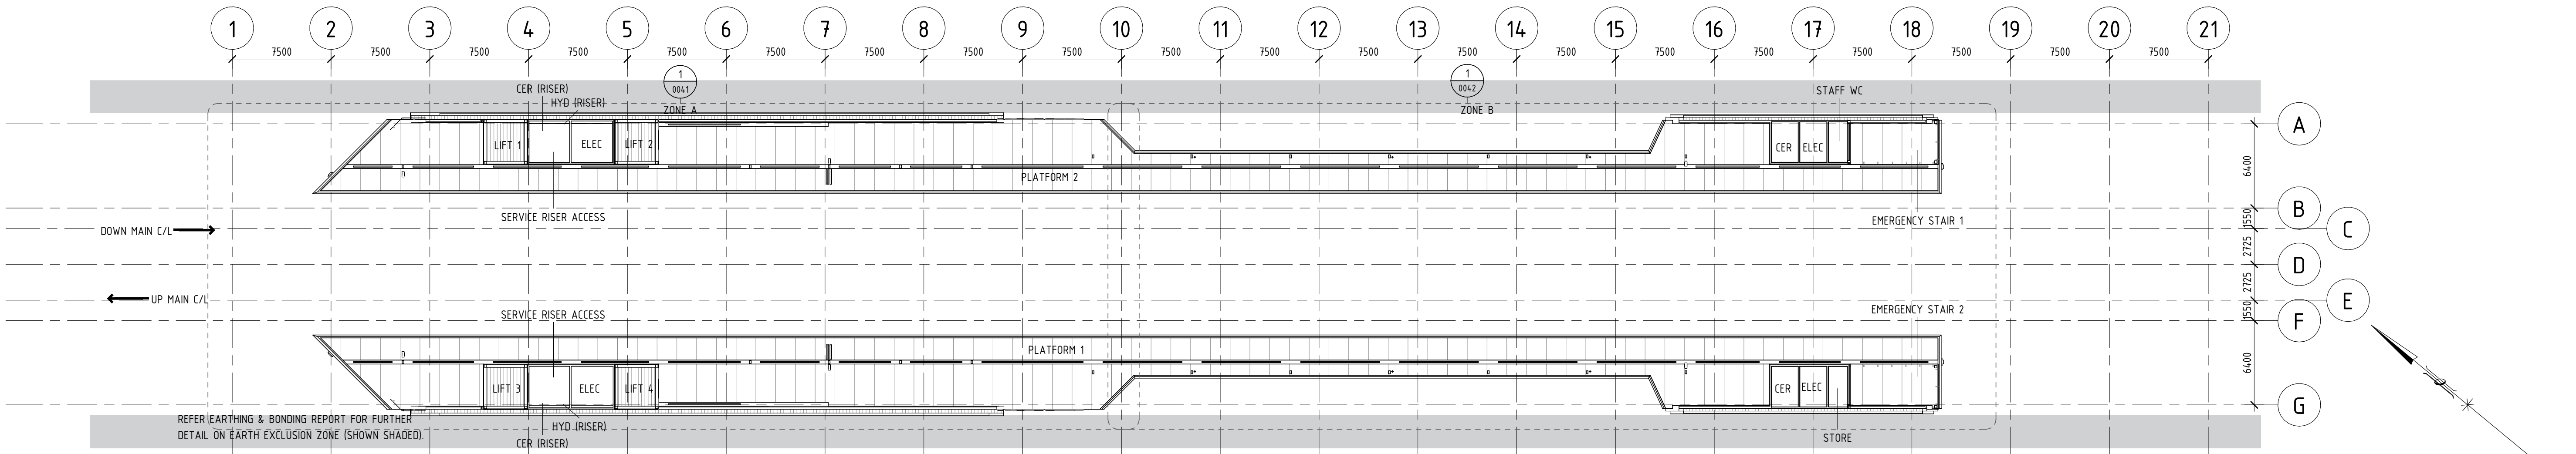 1 2 3 4 5 6 7 8 9 10 11 12 13 14 15 16 17 18 19 20 21
7500 7500 7500 7500 7500 7500 7500 7500 7500 7500 7500 7500 7500 7500 7500 7500 7500 7500 7500 7500
1
0041
ZONE A
1
0042
ZONE B
CER (RISER)
HYD (RISER)
STAFF WC
A
LIFT 1
ELEC
LIFT 2
CER
ELEC
6400
PLATFORM 2
SERVICE RISER ACCESS
EMERGENCY STAIR 1
B
1550
DOWN MAIN C/L
C
2725
D
2725
UP MAIN C/L
E
1550
SERVICE RISER ACCESS
EMERGENCY STAIR 2
F
PLATFORM 1
6400
LIFT 3
ELEC
LIFT 4
CER
ELEC
G
REFER EARTHING & BONDING REPORT FOR FURTHER
DETAIL ON EARTH EXCLUSION ZONE (SHOWN SHADED).
HYD (RISER)
CER (RISER)
STORE